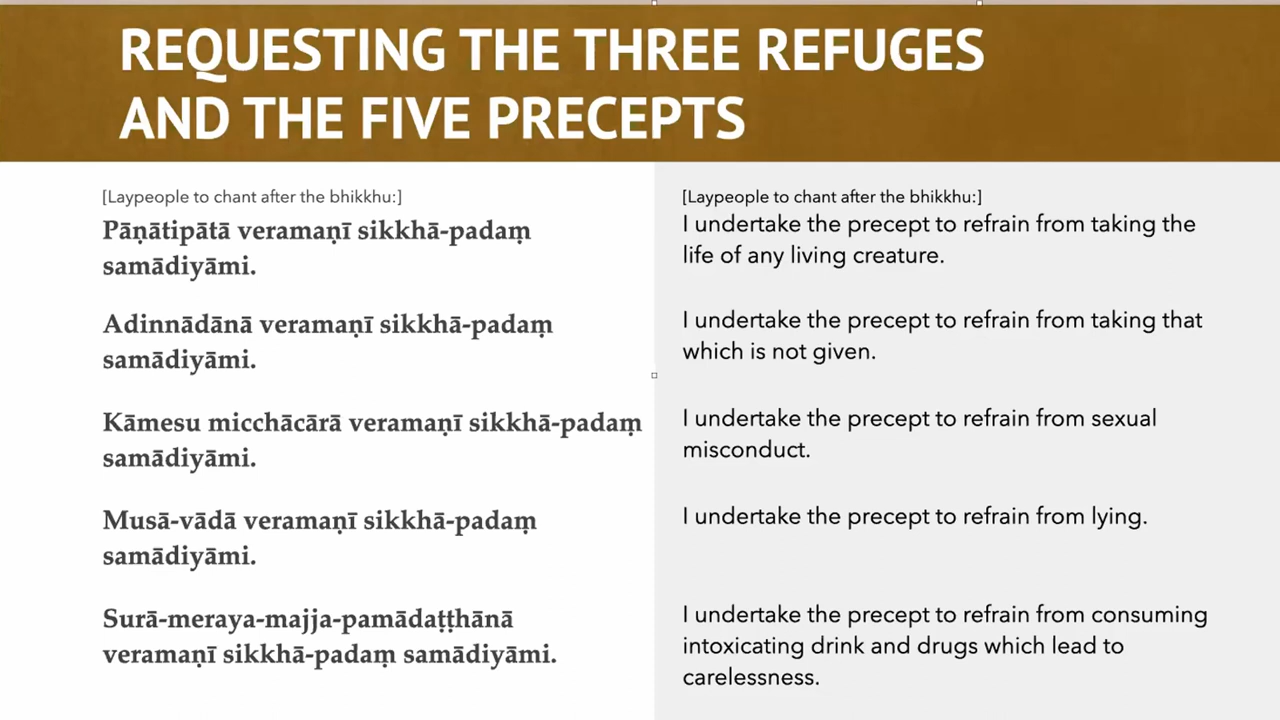 REQUESTING THE THREE REFUGES
AND THE FIVE PRECEPTS
[Laypeople to chant after the bhikkhu:]
Pāṇātipātā veramaṇī sikkhā-padaṃ
samādiyāmi.
Adinnādānā veramaṇī sikkhā-padaṃ
samādiyāmi.
Kāmesu micchācārā veramaṇī sikkhā-padaṃ
samādiyāmi.
Musā-vādā veramaṇī sikkhā-padaṃ
samādiyāmi.
Surā-meraya-majja-pamādaṭṭhānā
veramaṇī sikkhā-padaṃ samādiyāmi.
[Laypeople to chant after the bhikkhu:]
I undertake the precept to refrain from taking the
life of any living creature.
I undertake the precept to refrain from taking that
which is not given.
I undertake the precept to refrain from sexual
misconduct.
I undertake the precept to refrain from lying.
I undertake the precept to refrain from consuming
intoxicating drink and drugs which lead to
carelessness.